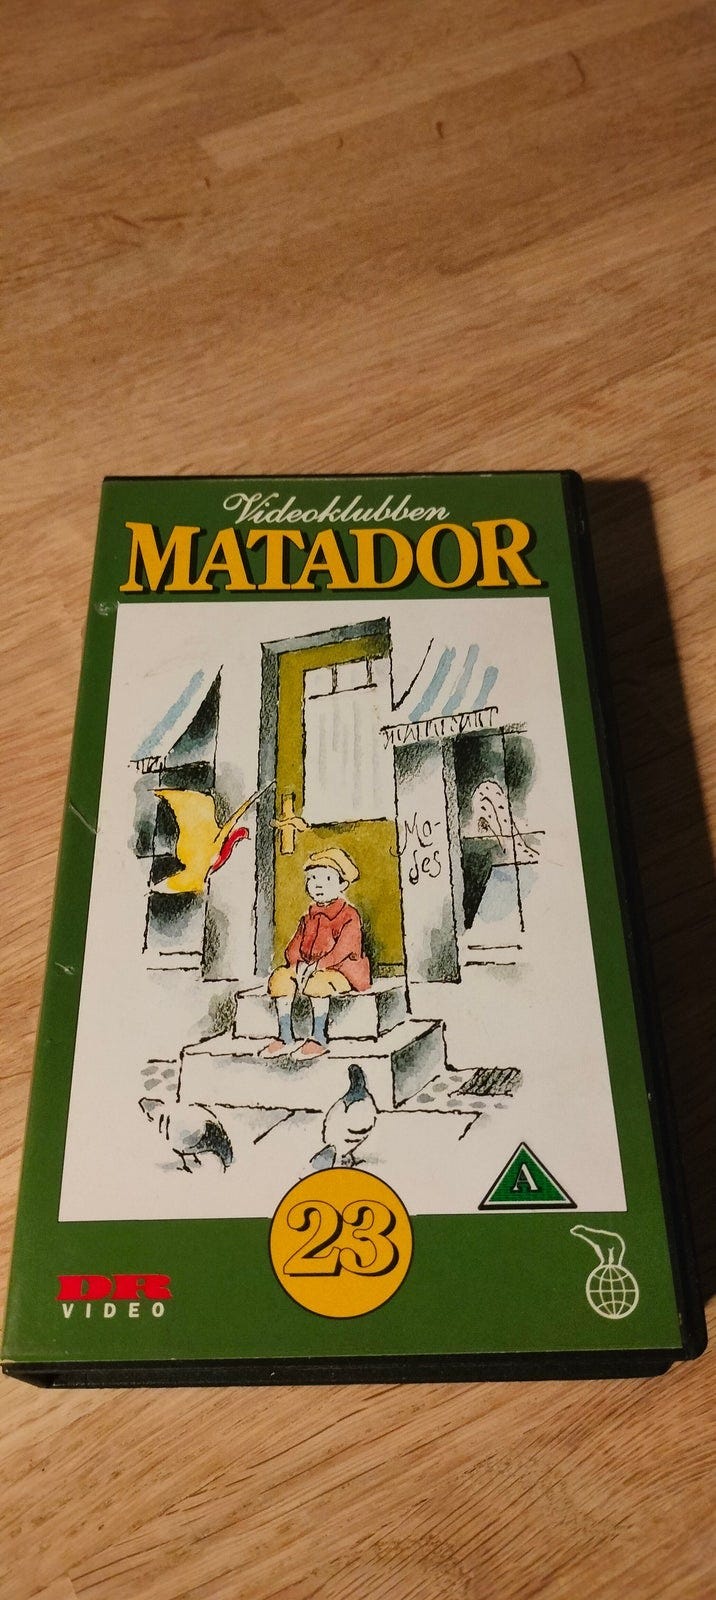 Videoklubben
MATADOR
Mo-
des
A
23
DR
VIDEO